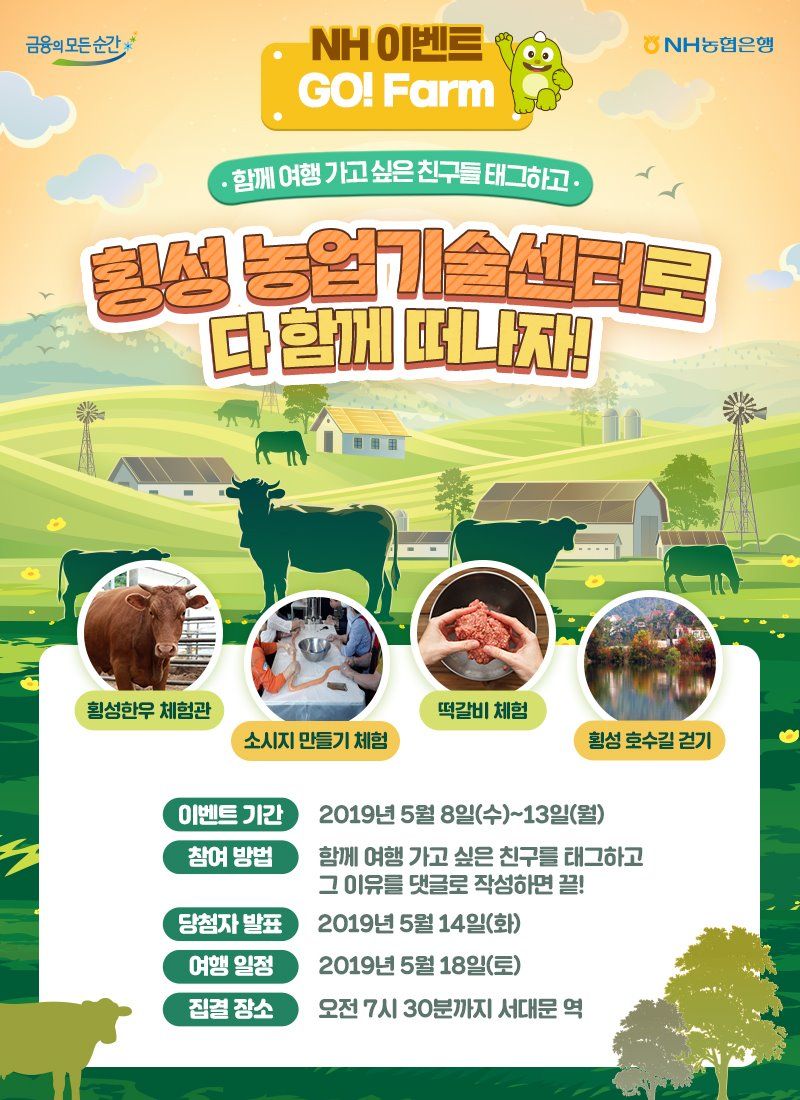 금융의 모든 순간
NH 이벤트
GO! Farm
NH농협은행
· 함께 여행 가고 싶은 친구들 태그하고 ·
횡성 농업기술센터로
다 함께 떠나자!
횡성한우 체험관
소시지 만들기 체험
떡갈비 체험
횡성 호수길 걷기
이벤트 기간 2019년 5월 8일(수)~13일(월)
참여 방법 함께 여행 가고 싶은 친구를 태그하고
그 이유를 댓글로 작성하면 끝!
당첨자 발표 2019년 5월 14일(화)
여행 일정 2019년 5월 18일(토)
집결 장소 오전 7시 30분까지 서대문 역